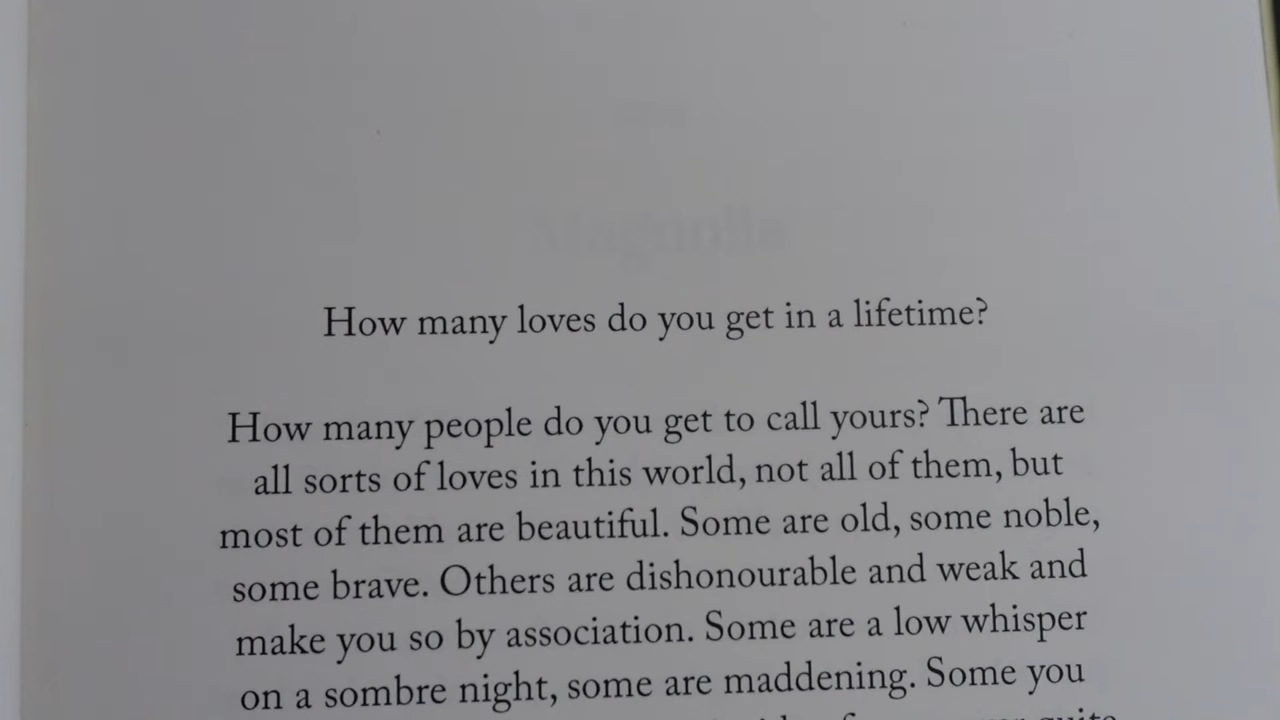 Magnolia
How many loves do you get in a lifetime?
How many people do you get to call yours? There are
all sorts of loves in this world, not all of them, but
most of them are beautiful. Some are old, some noble,
some brave. Others are dishonourable and weak and
make you so by association. Some are a low whisper
on a sombre night, some are maddening. Some you
quite